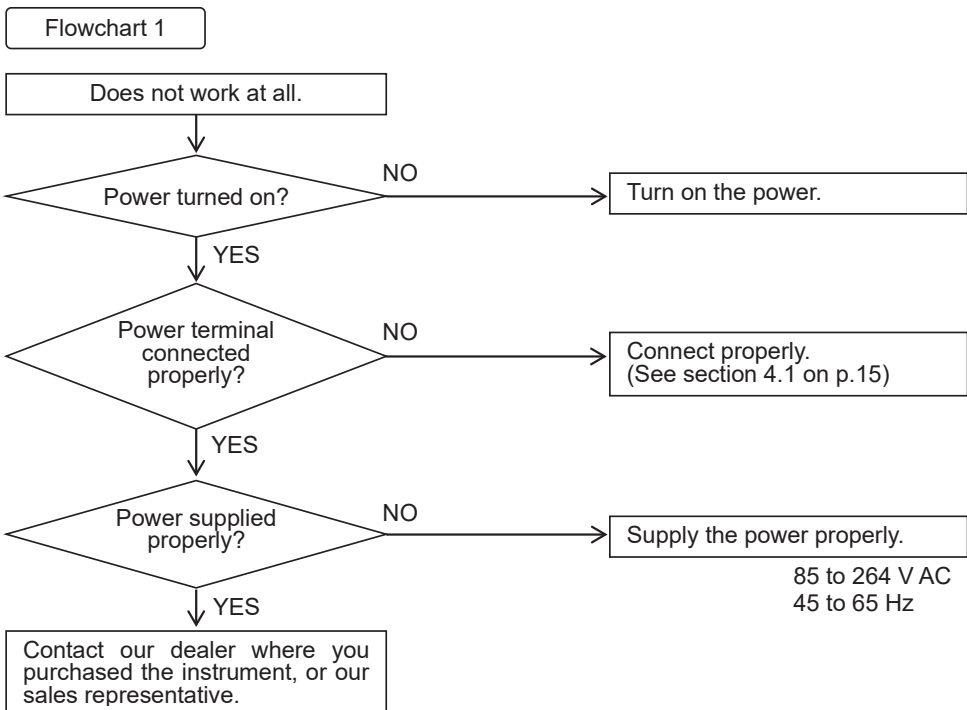 Flowchart 1
Does not work at all.
Power turned on?
NO
Turn on the power.
YES
Power terminal
connected
properly?
NO
Connect properly.
(See section 4.1 on p.15)
YES
Power supplied
properly?
NO
Supply the power properly.
85 to 264 V AC
45 to 65 Hz
YES
Contact our dealer where you
purchased the instrument, or our
sales representative.